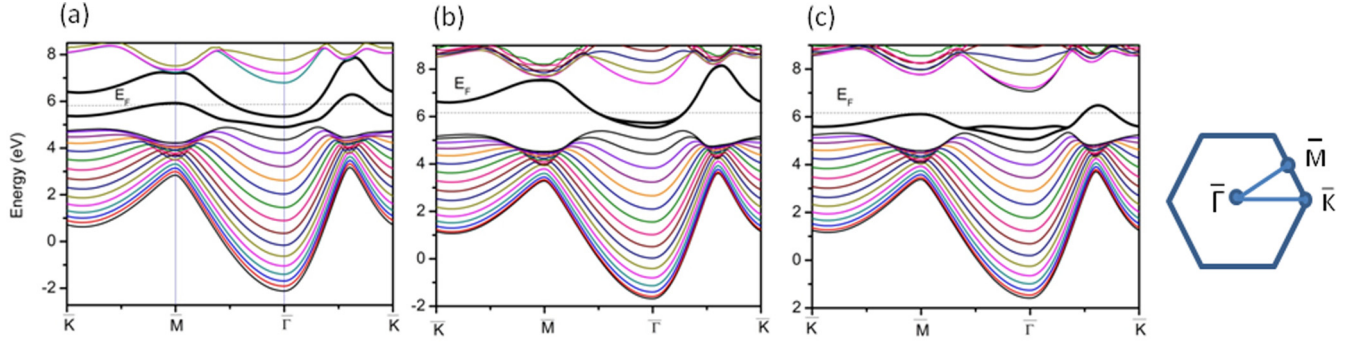 (a)
8
6
4
2
0
-2
Energy (eV)
E_F
K̅
M̅
Γ̅
K̅
(b)
8
6
4
2
0
-2
E_F
K̅
M̅
Γ̅
K̅
(c)
8
6
4
2
0
2
E_F
K̅
M̅
Γ̅
K̅
M̅
Γ̅
K̅